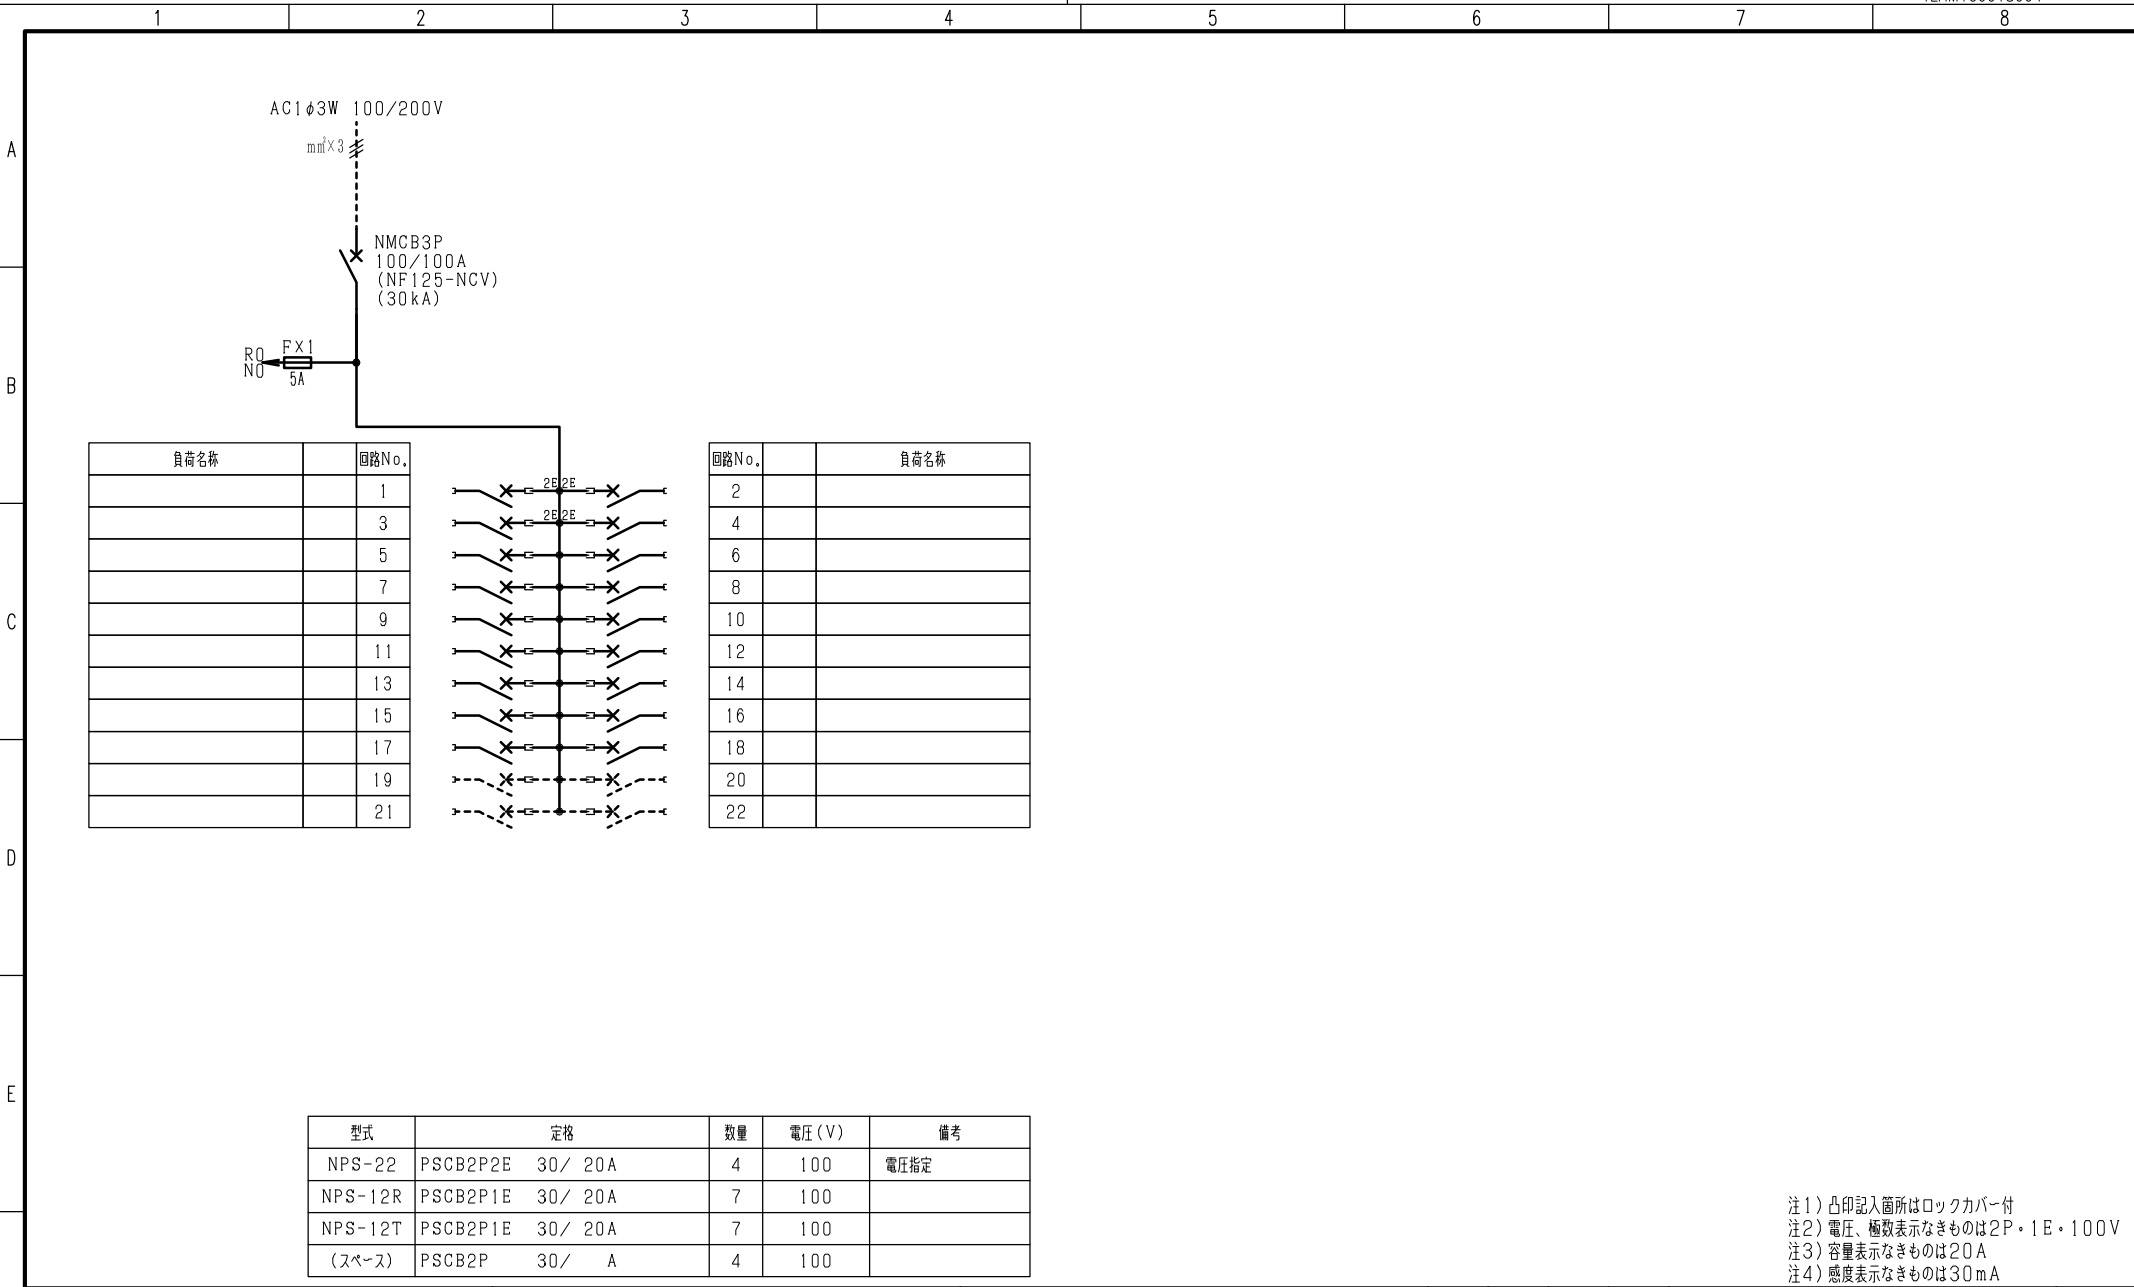 1 2 3 4 5 6 7 8
A
B
C
D
E
AC1φ3W 100/200V
mm²×3
NMCB3P
100/100A
(NF125-NCV)
(30kA)
R0
N0
F×1
5A
負荷名称 回路No. 回路No. 負荷名称
1 2E 2E 2
3 2E 2E 4
5 6
7 8
9 10
11 12
13 14
15 16
17 18
19 20
21 22
型式 定格 数量 電圧(V) 備考
NPS-22 PSCB2P2E 30/ 20A 4 100 電圧指定
NPS-12R PSCB2P1E 30/ 20A 7 100
NPS-12T PSCB2P1E 30/ 20A 7 100
(スペース) PSCB2P 30/ A 4 100
注1)凸印記入箇所はロックカバー付
注2)電圧、極数表示なきものは2P・1E・100V
注3)容量表示なきものは20A
注4)感度表示なきものは30mA